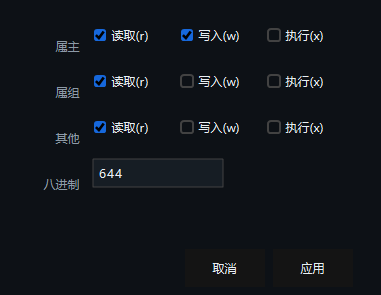 属主 读取(r) 写入(w) 执行(x)
属组 读取(r) 写入(w) 执行(x)
其他 读取(r) 写入(w) 执行(x)
八进制 644
取消 应用